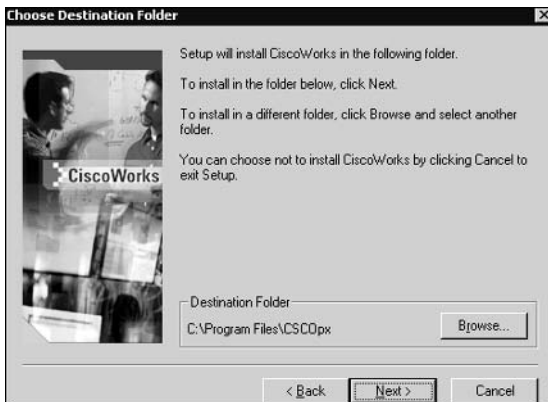 Choose Destination Folder
Setup will install CiscoWorks in the following folder.
To install in the folder below, click Next.
To install in a different folder, click Browse and select another
folder.
You can choose not to install CiscoWorks by clicking Cancel to
exit Setup.
CiscoWorks
Destination Folder
C:\Program Files\CSCOpx
Browse...
< Back
Next >
Cancel